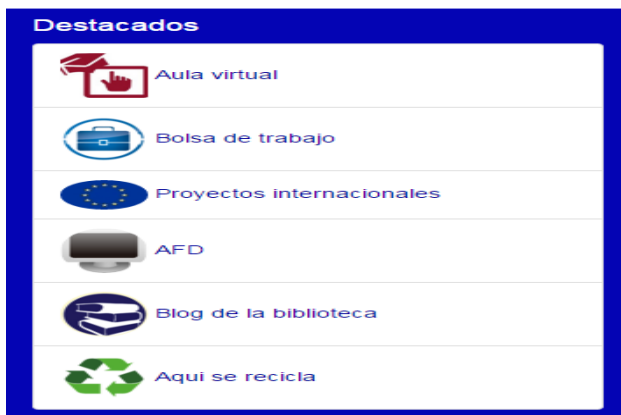 Destacados
Aula virtual
Bolsa de trabajo
Proyectos internacionales
AFD
Blog de la biblioteca
Aqui se recicla